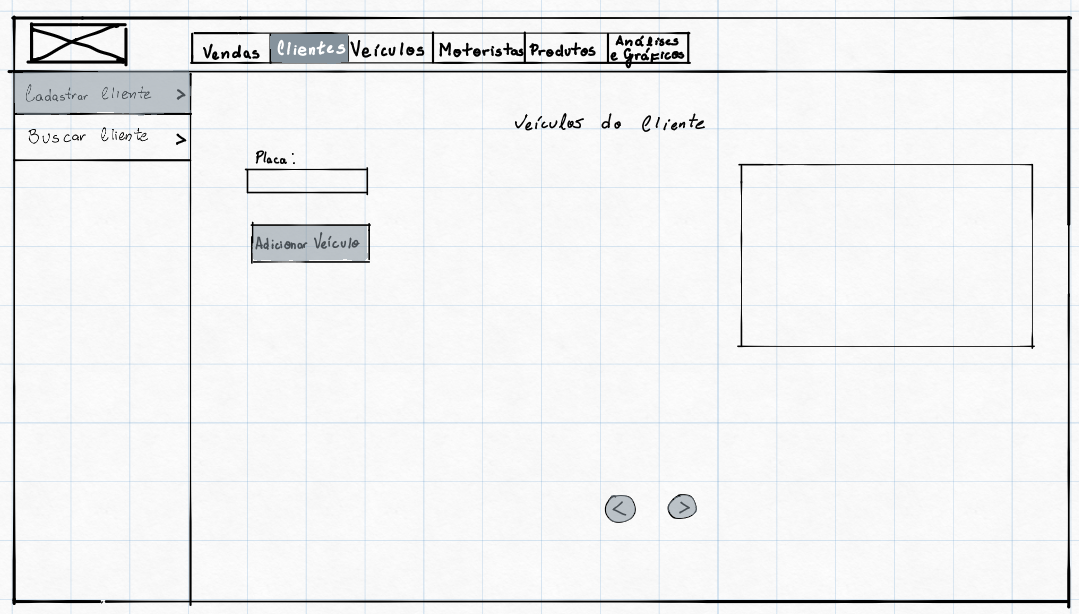 Vendas
Clientes
Veículos
Motoristas
Produtos
Análises
e Gráficos
Cadastrar Cliente >
Buscar Cliente >
Veículos do Cliente
Placa:
Adicionar Veículo
< >